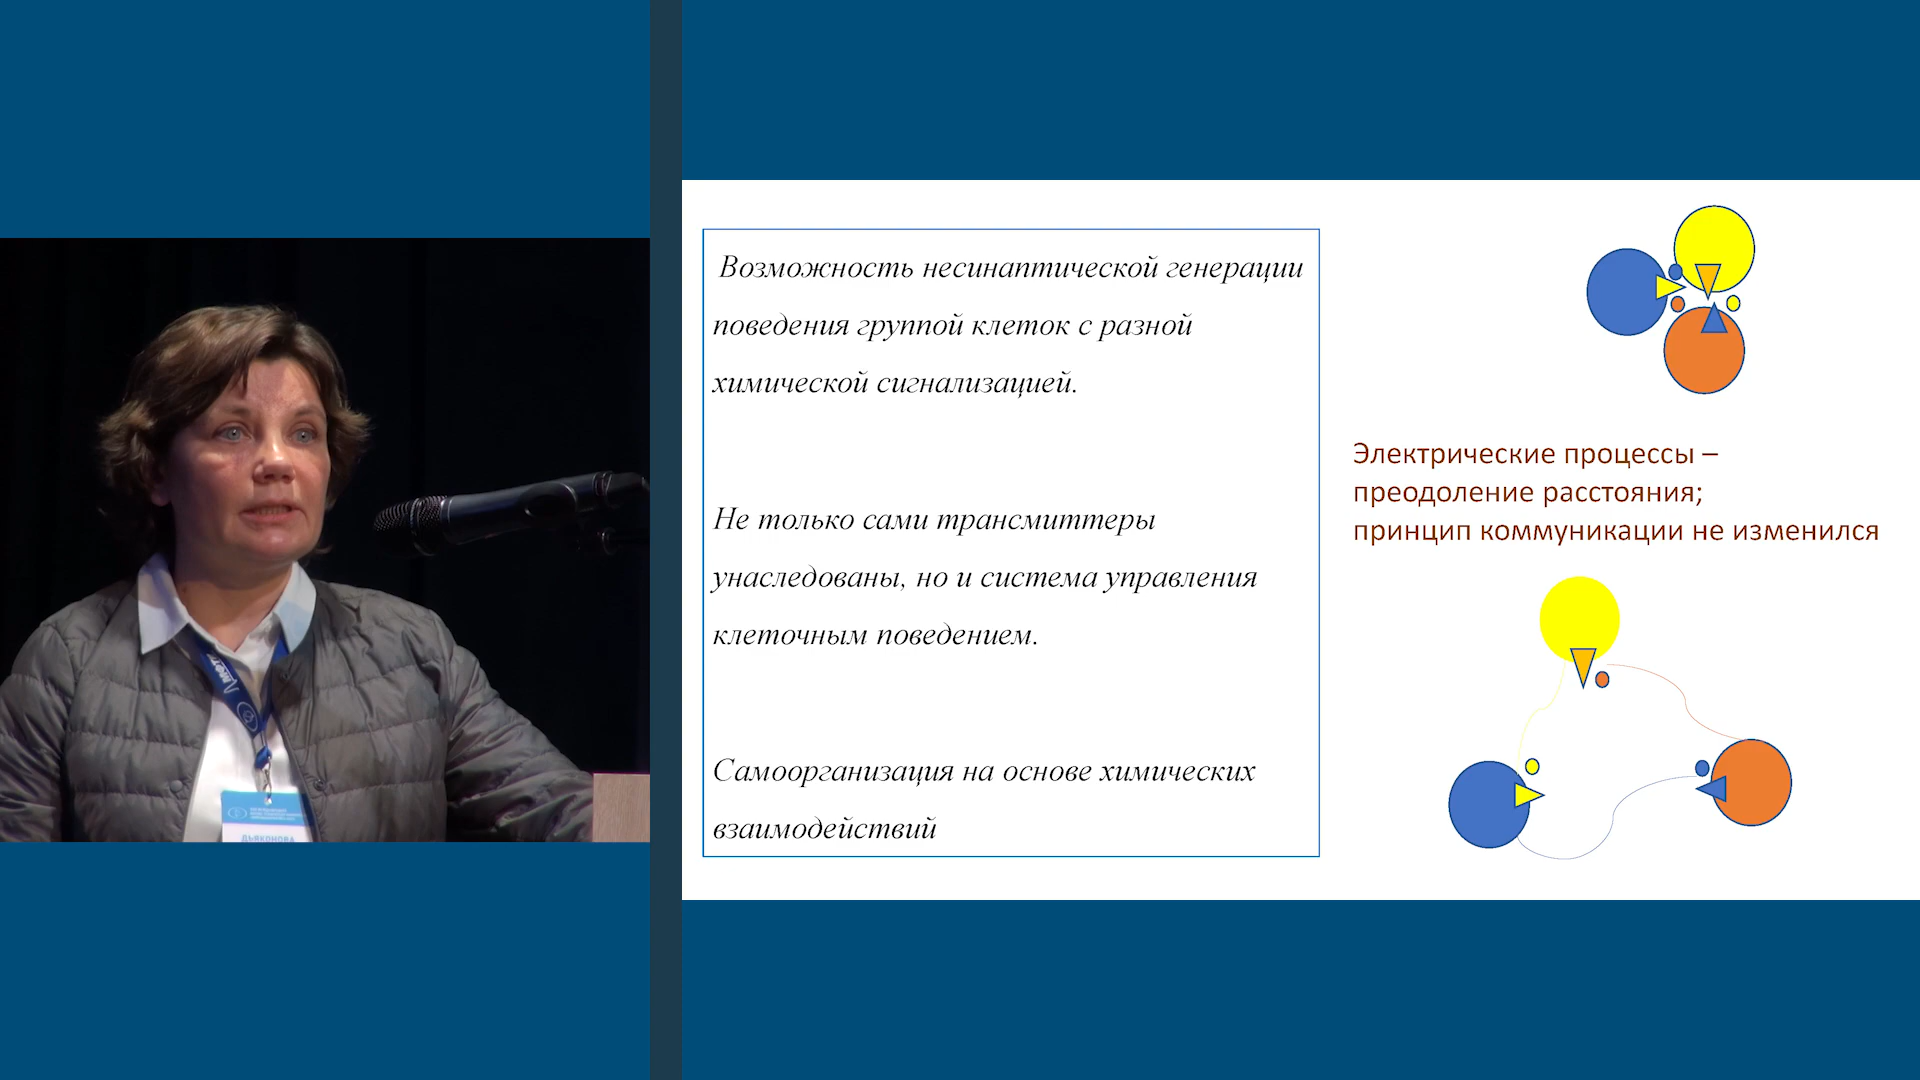 Возможность несинаптической генерации
поведения группой клеток с разной
химической сигнализацией.
Не только сами трансмиттеры
унаследованы, но и система управления
клеточным поведением.
Самоорганизация на основе химических
взаимодействий
Электрические процессы –
преодоление расстояния;
принцип коммуникации не изменился
ДЬЯКОНОВА